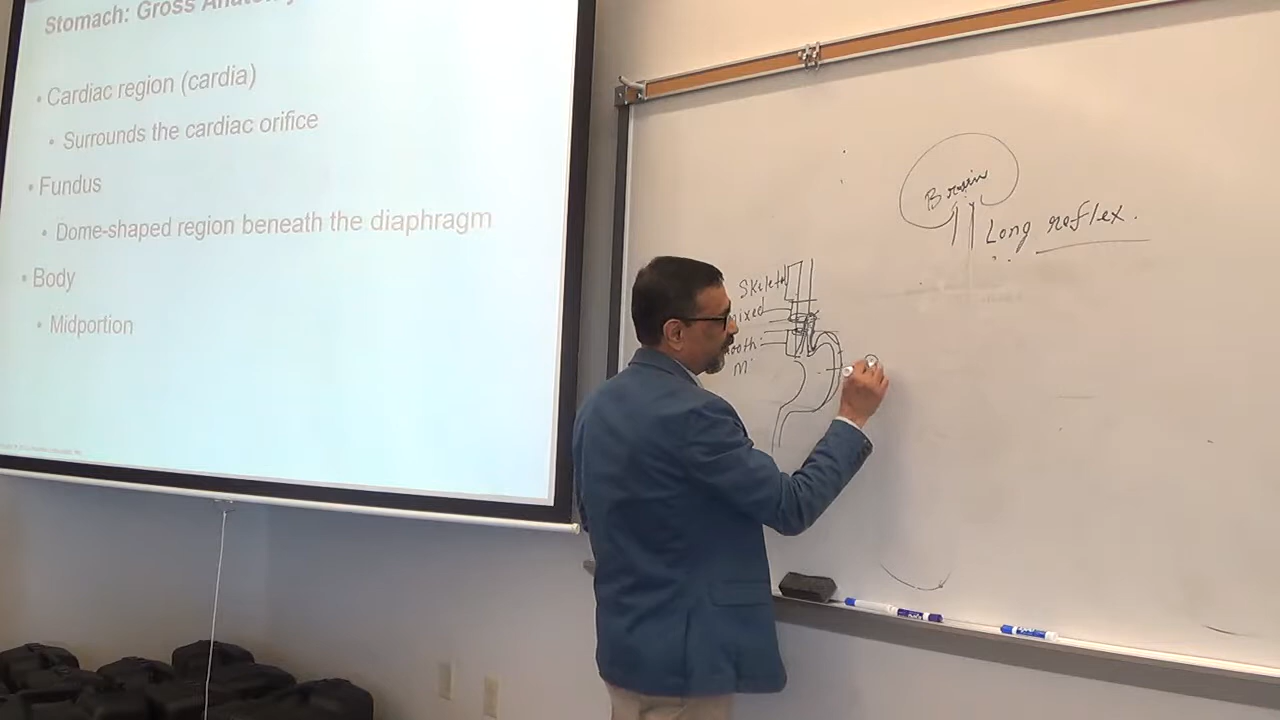 Stomach: Gross Anatomy
• Cardiac region (cardia)
• Surrounds the cardiac orifice
• Fundus
• Dome-shaped region beneath the diaphragm
• Body
• Midportion
Brain
Long reflex.
Skeletal
mixed
M